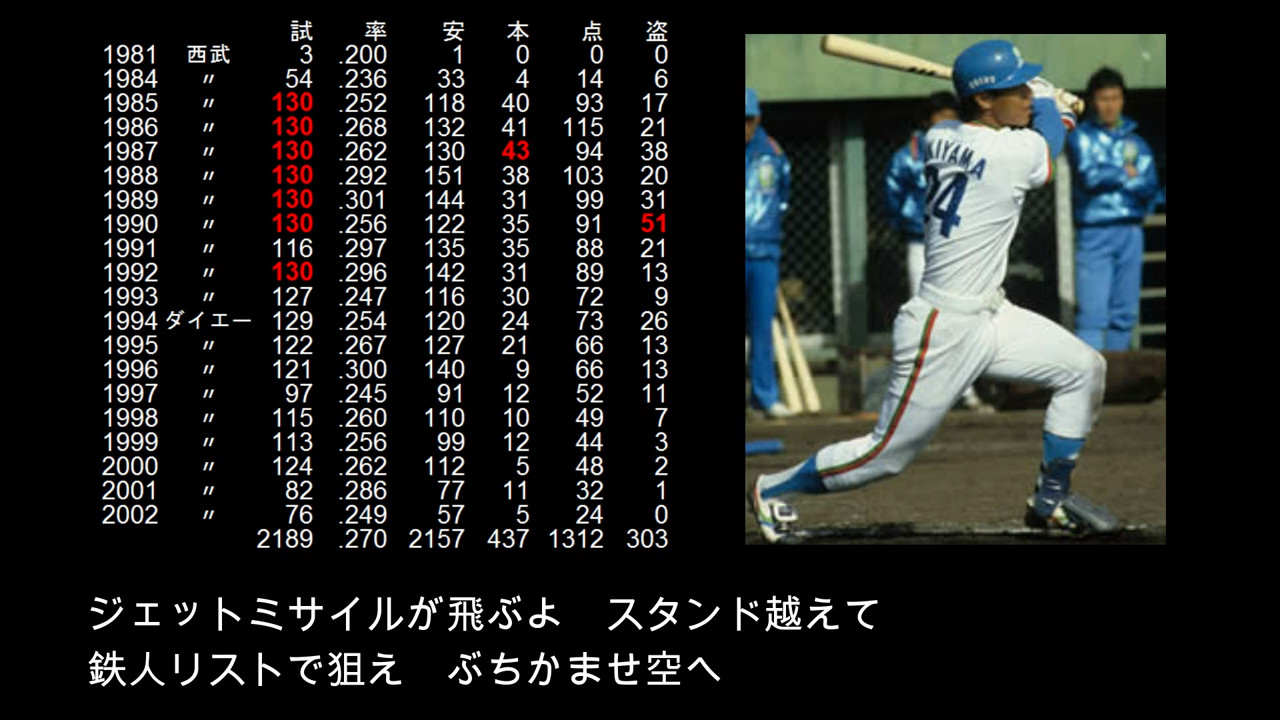 試 率 安 本 点 盗
1981 西武 3 .200 1 0 0 0
1984 〃 54 .236 33 4 14 6
1985 〃 130 .252 118 40 93 17
1986 〃 130 .268 132 41 115 21
1987 〃 130 .262 130 43 94 38
1988 〃 130 .292 151 38 103 20
1989 〃 130 .301 144 31 99 31
1990 〃 130 .256 122 35 91 51
1991 〃 116 .297 135 35 88 21
1992 〃 130 .296 142 31 89 13
1993 〃 127 .247 116 30 72 9
1994 ダイエー 129 .254 120 24 73 26
1995 〃 122 .267 127 21 66 13
1996 〃 121 .300 140 9 66 13
1997 〃 97 .245 91 12 52 11
1998 〃 115 .260 110 10 49 7
1999 〃 113 .256 99 12 44 3
2000 〃 124 .262 112 5 48 2
2001 〃 82 .286 77 11 32 1
2002 〃 76 .249 57 5 24 0
2189 .270 2157 437 1312 303
KIYAMA
24
ジェットミサイルが飛ぶよ　スタンド越えて
鉄人リストで狙え　ぶちかませ空へ